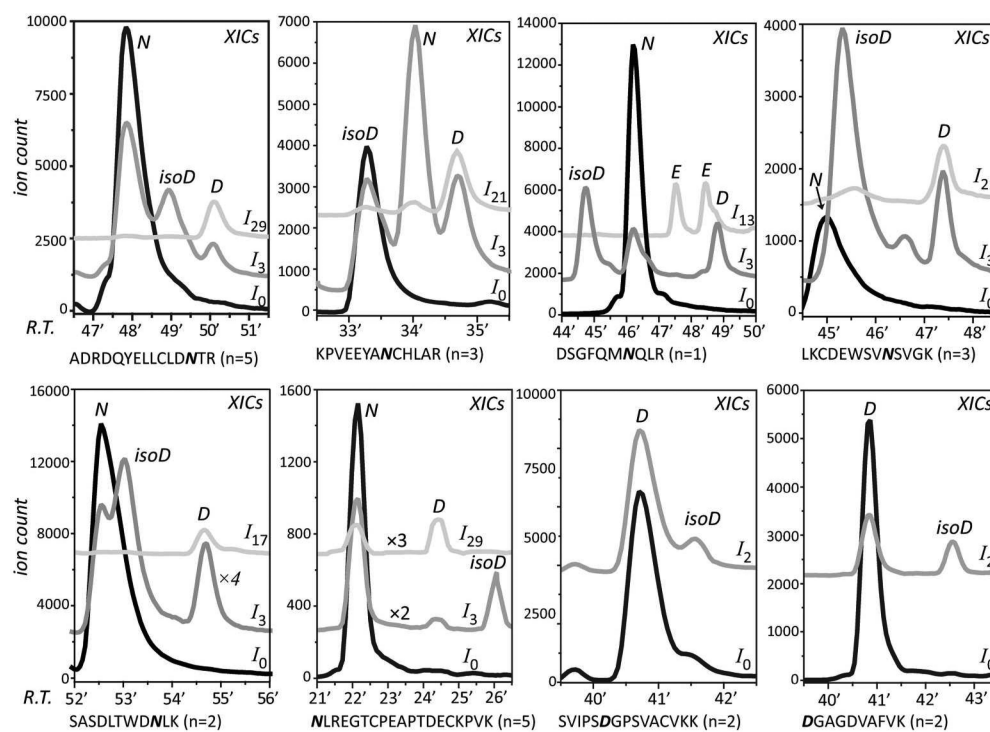 10000
7500
5000
2500
0
ion count
N
XICs
isoD
D
I29
I3
I0
R.T.
47' 48' 49' 50' 51'
ADRDQYELLCLDNTR (n=5)
7000
6000
5000
4000
3000
2000
1000
0
N
XICs
isoD
D
I21
I3
I0
33' 34' 35'
KPVEEYANCHLAR (n=3)
14000
12000
10000
8000
6000
4000
2000
0
N
XICs
isoD
E
E
D
I13
I3
I0
44' 45' 46' 47' 48' 49' 50'
DSGFQMNQLR (n=1)
4000
3000
2000
1000
0
XICs
isoD
D
N
I2
I3
I0
45' 46' 47' 48'
LKCDEWSVNSVGK (n=3)
16000
12000
8000
4000
0
ion count
N
XICs
isoD
D
I17
×4
I3
I0
R.T.
52 53' 54' 55' 56
SASDLTWDNLK (n=2)
1600
1200
800
400
0
N
XICs
×3
I29
isoD
×2
I3
I0
21 22' 23' 24' 25' 26'
NLREGTCPEAPTDECKPVK (n=5)
10000
7500
5000
2500
0
XICs
D
isoD
I2
I0
40' 41' 42'
SVIPSDGPSVACVKK (n=2)
6000
5000
4000
3000
2000
1000
0
XICs
D
isoD
I2
I0
40' 41' 42' 43'
DGAGDVAFVK (n=2)